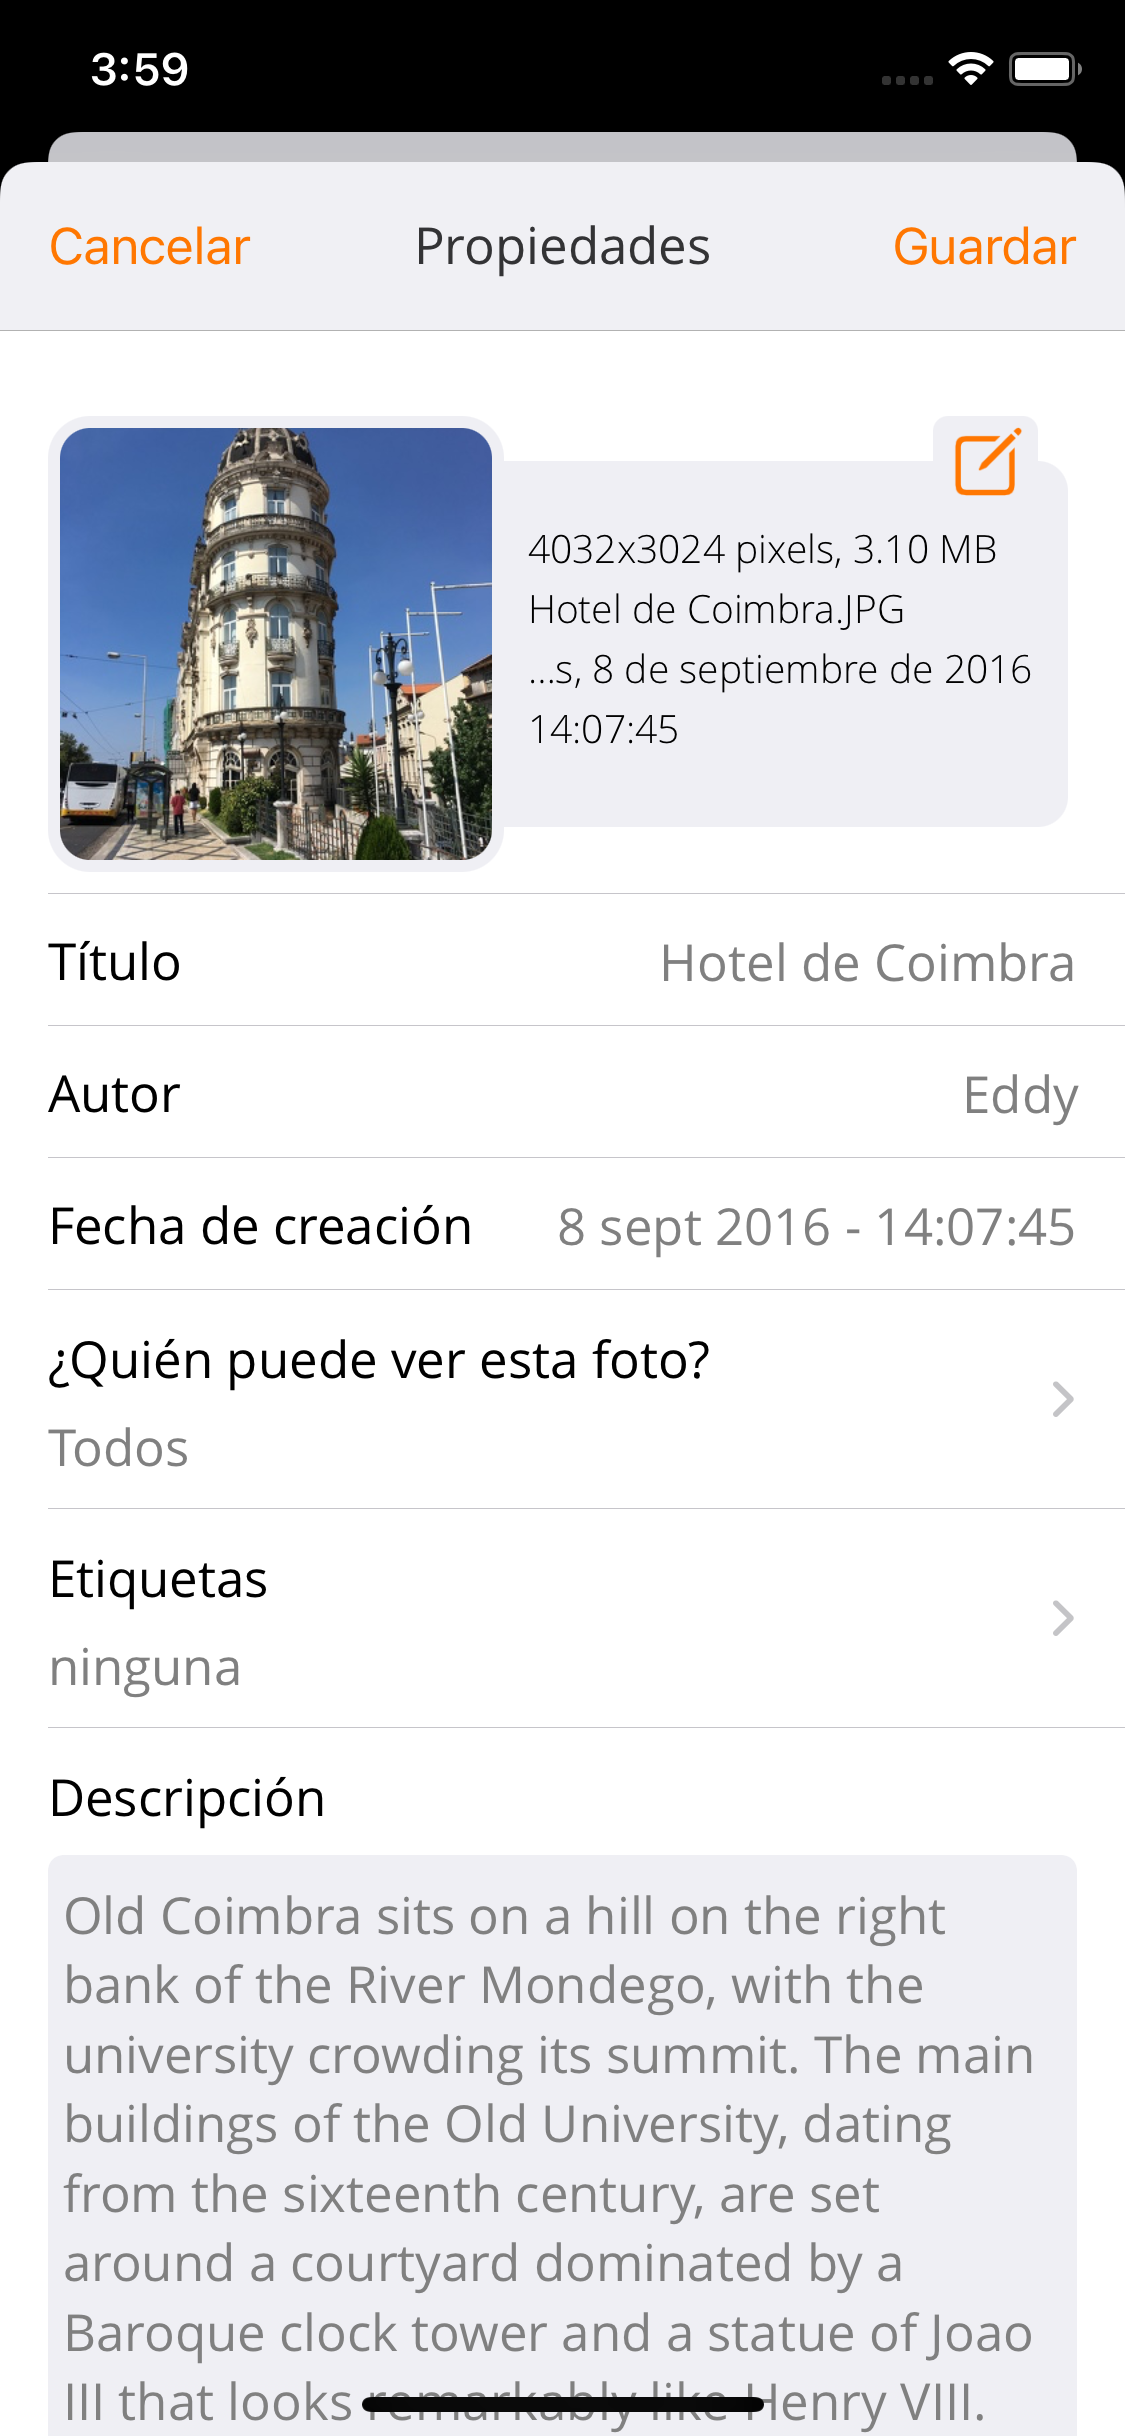 3:59
Cancelar
Propiedades
Guardar
4032x3024 pixels, 3.10 MB
Hotel de Coimbra.JPG
...s, 8 de septiembre de 2016
14:07:45
Título
Hotel de Coimbra
Autor
Eddy
Fecha de creación
8 sept 2016 - 14:07:45
¿Quién puede ver esta foto?
Todos
Etiquetas
ninguna
Descripción
Old Coimbra sits on a hill on the right
bank of the River Mondego, with the
university crowding its summit. The main
buildings of the Old University, dating
from the sixteenth century, are set
around a courtyard dominated by a
Baroque clock tower and a statue of Joao
III that looks remarkably like Henry VIII.